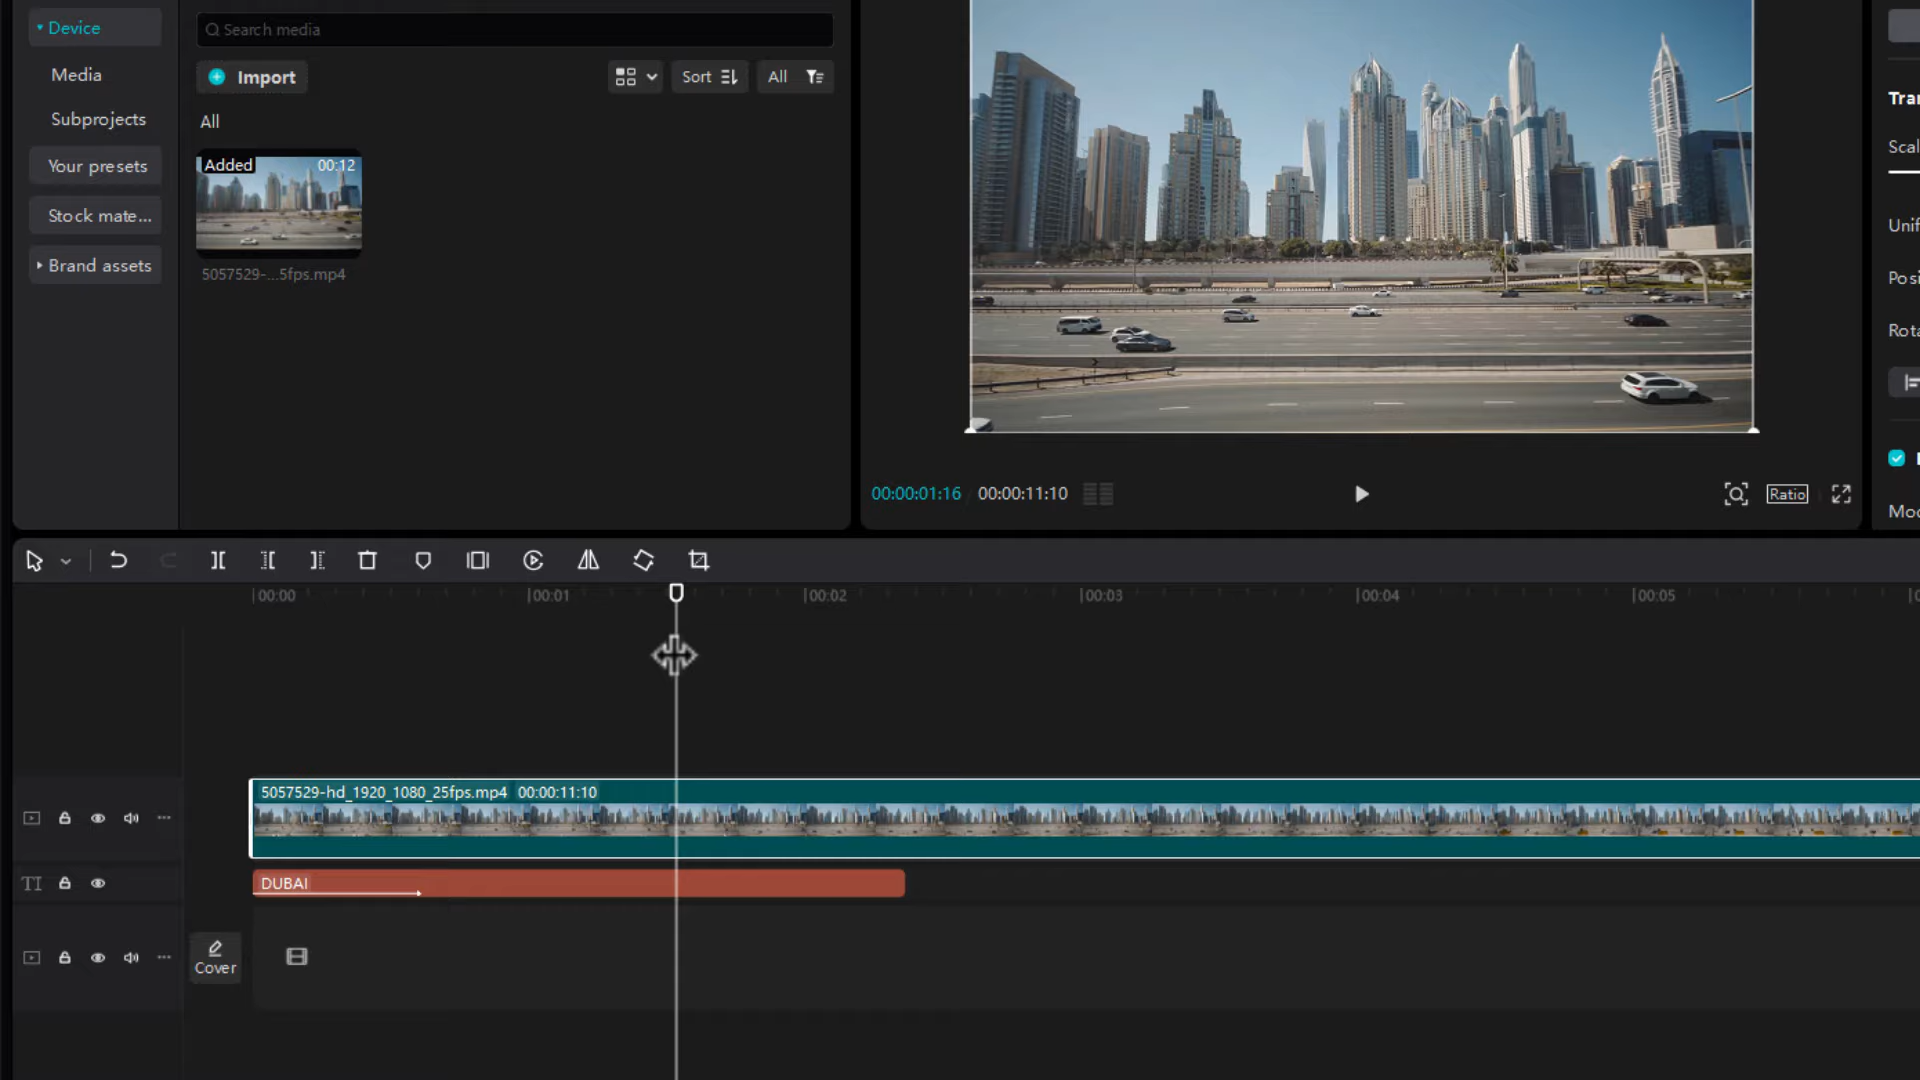 Device
Media
Subprojects
Your presets
Stock mate...
Brand assets
Search media
Import
Sort
All
All
Added 00:12
5057529-...5fps.mp4
00:00:01:16 00:00:11:10
Ratio
Tra
Scal
Unif
Posi
Rota
00:00 00:01 00:02 00:03 00:04 00:05
5057529-hd_1920_1080_25fps.mp4 00:00:11:10
TI
DUBAI
Cover